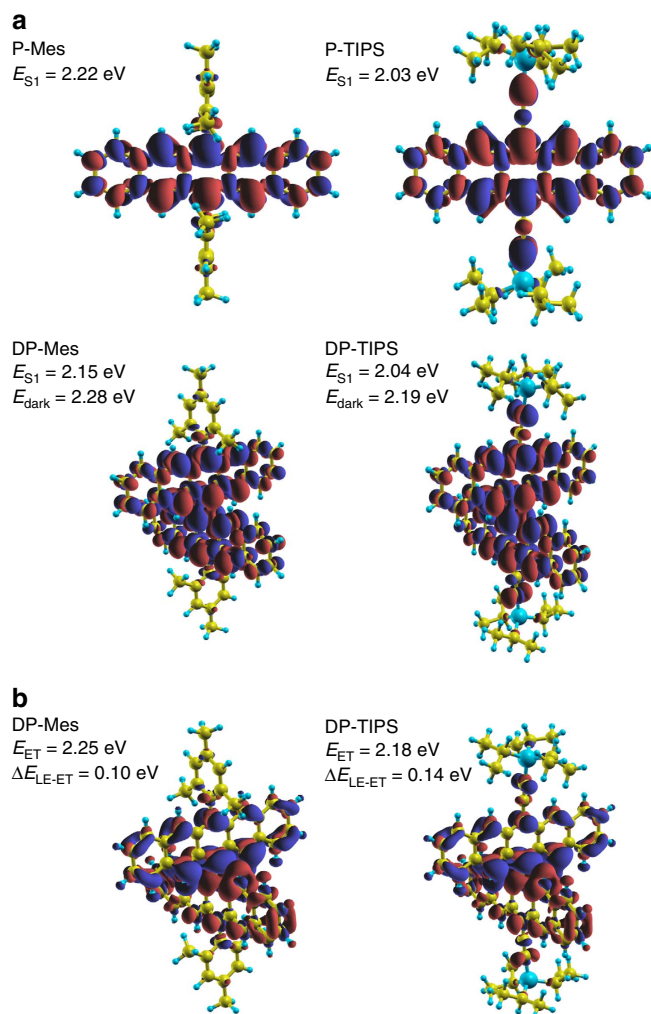 a
P-Mes
E_S1 = 2.22 eV
P-TIPS
E_S1 = 2.03 eV
DP-Mes
E_S1 = 2.15 eV
E_dark = 2.28 eV
DP-TIPS
E_S1 = 2.04 eV
E_dark = 2.19 eV
b
DP-Mes
E_ET = 2.25 eV
ΔE_LE-ET = 0.10 eV
DP-TIPS
E_ET = 2.18 eV
ΔE_LE-ET = 0.14 eV